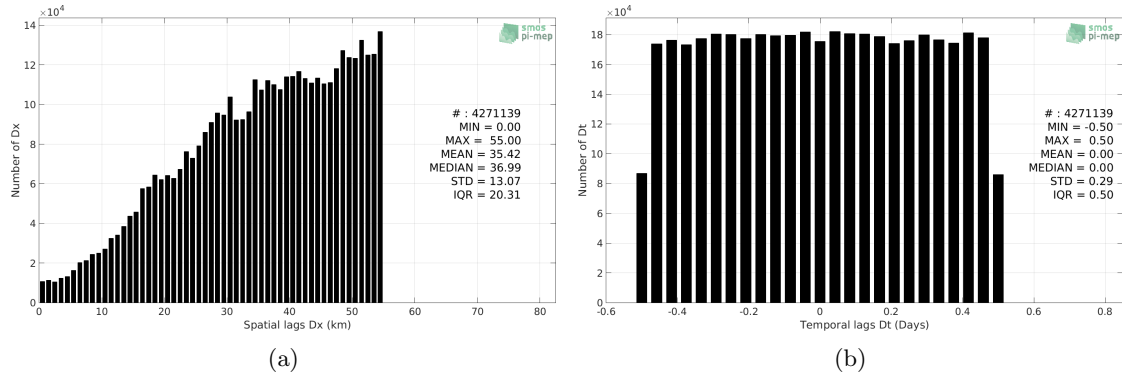 ×10⁴
14
12
10
8
6
4
2
0
0 10 20 30 40 50 60 70 80
Number of Dx
Spatial lags Dx (km)
smos
pi-mep
# : 4271139
MIN = 0.00
MAX = 55.00
MEAN = 35.42
MEDIAN = 36.99
STD = 13.07
IQR = 20.31
(a)
×10⁴
18
16
14
12
10
8
6
4
2
0
-0.6 -0.4 -0.2 0 0.2 0.4 0.6 0.8
Number of Dt
Temporal lags Dt (Days)
smos
pi-mep
# : 4271139
MIN = -0.50
MAX = 0.50
MEAN = 0.00
MEDIAN = 0.00
STD = 0.29
IQR = 0.50
(b)